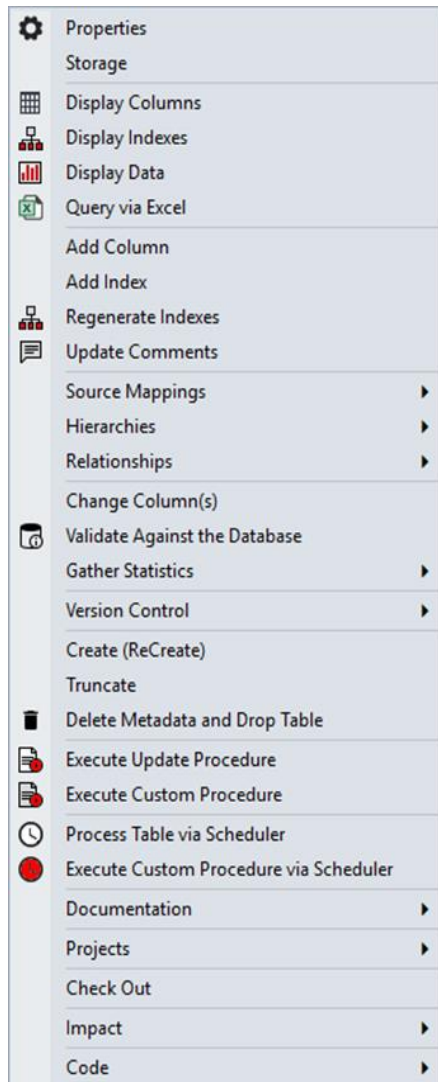 Properties
Storage
Display Columns
Display Indexes
Display Data
Query via Excel
Add Column
Add Index
Regenerate Indexes
Update Comments
Source Mappings
Hierarchies
Relationships
Change Column(s)
Validate Against the Database
Gather Statistics
Version Control
Create (ReCreate)
Truncate
Delete Metadata and Drop Table
Execute Update Procedure
Execute Custom Procedure
Process Table via Scheduler
Execute Custom Procedure via Scheduler
Documentation
Projects
Check Out
Impact
Code